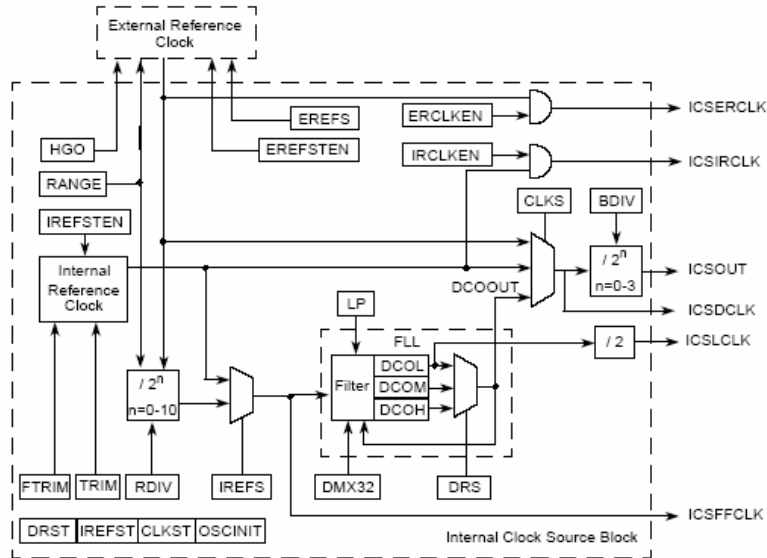 External Reference
Clock
EREFS
ERCLKEN
ICSERCLK
HGO
EREFSTEN
IRCLKEN
ICSIRCLK
RANGE
IREFSTEN
CLKS
BDIV
Internal
Reference
Clock
/ 2n
n=0-3
ICSOUT
DCOOUT
LP
ICSDCLK
FLL
/ 2
ICSLCLK
/ 2n
n=0-10
Filter
DCOL
DCOM
DCOH
FTRIM
TRIM
RDIV
IREFS
DMX32
DRS
ICSFFCLK
DRST IREFST CLKST OSCINIT
Internal Clock Source Block